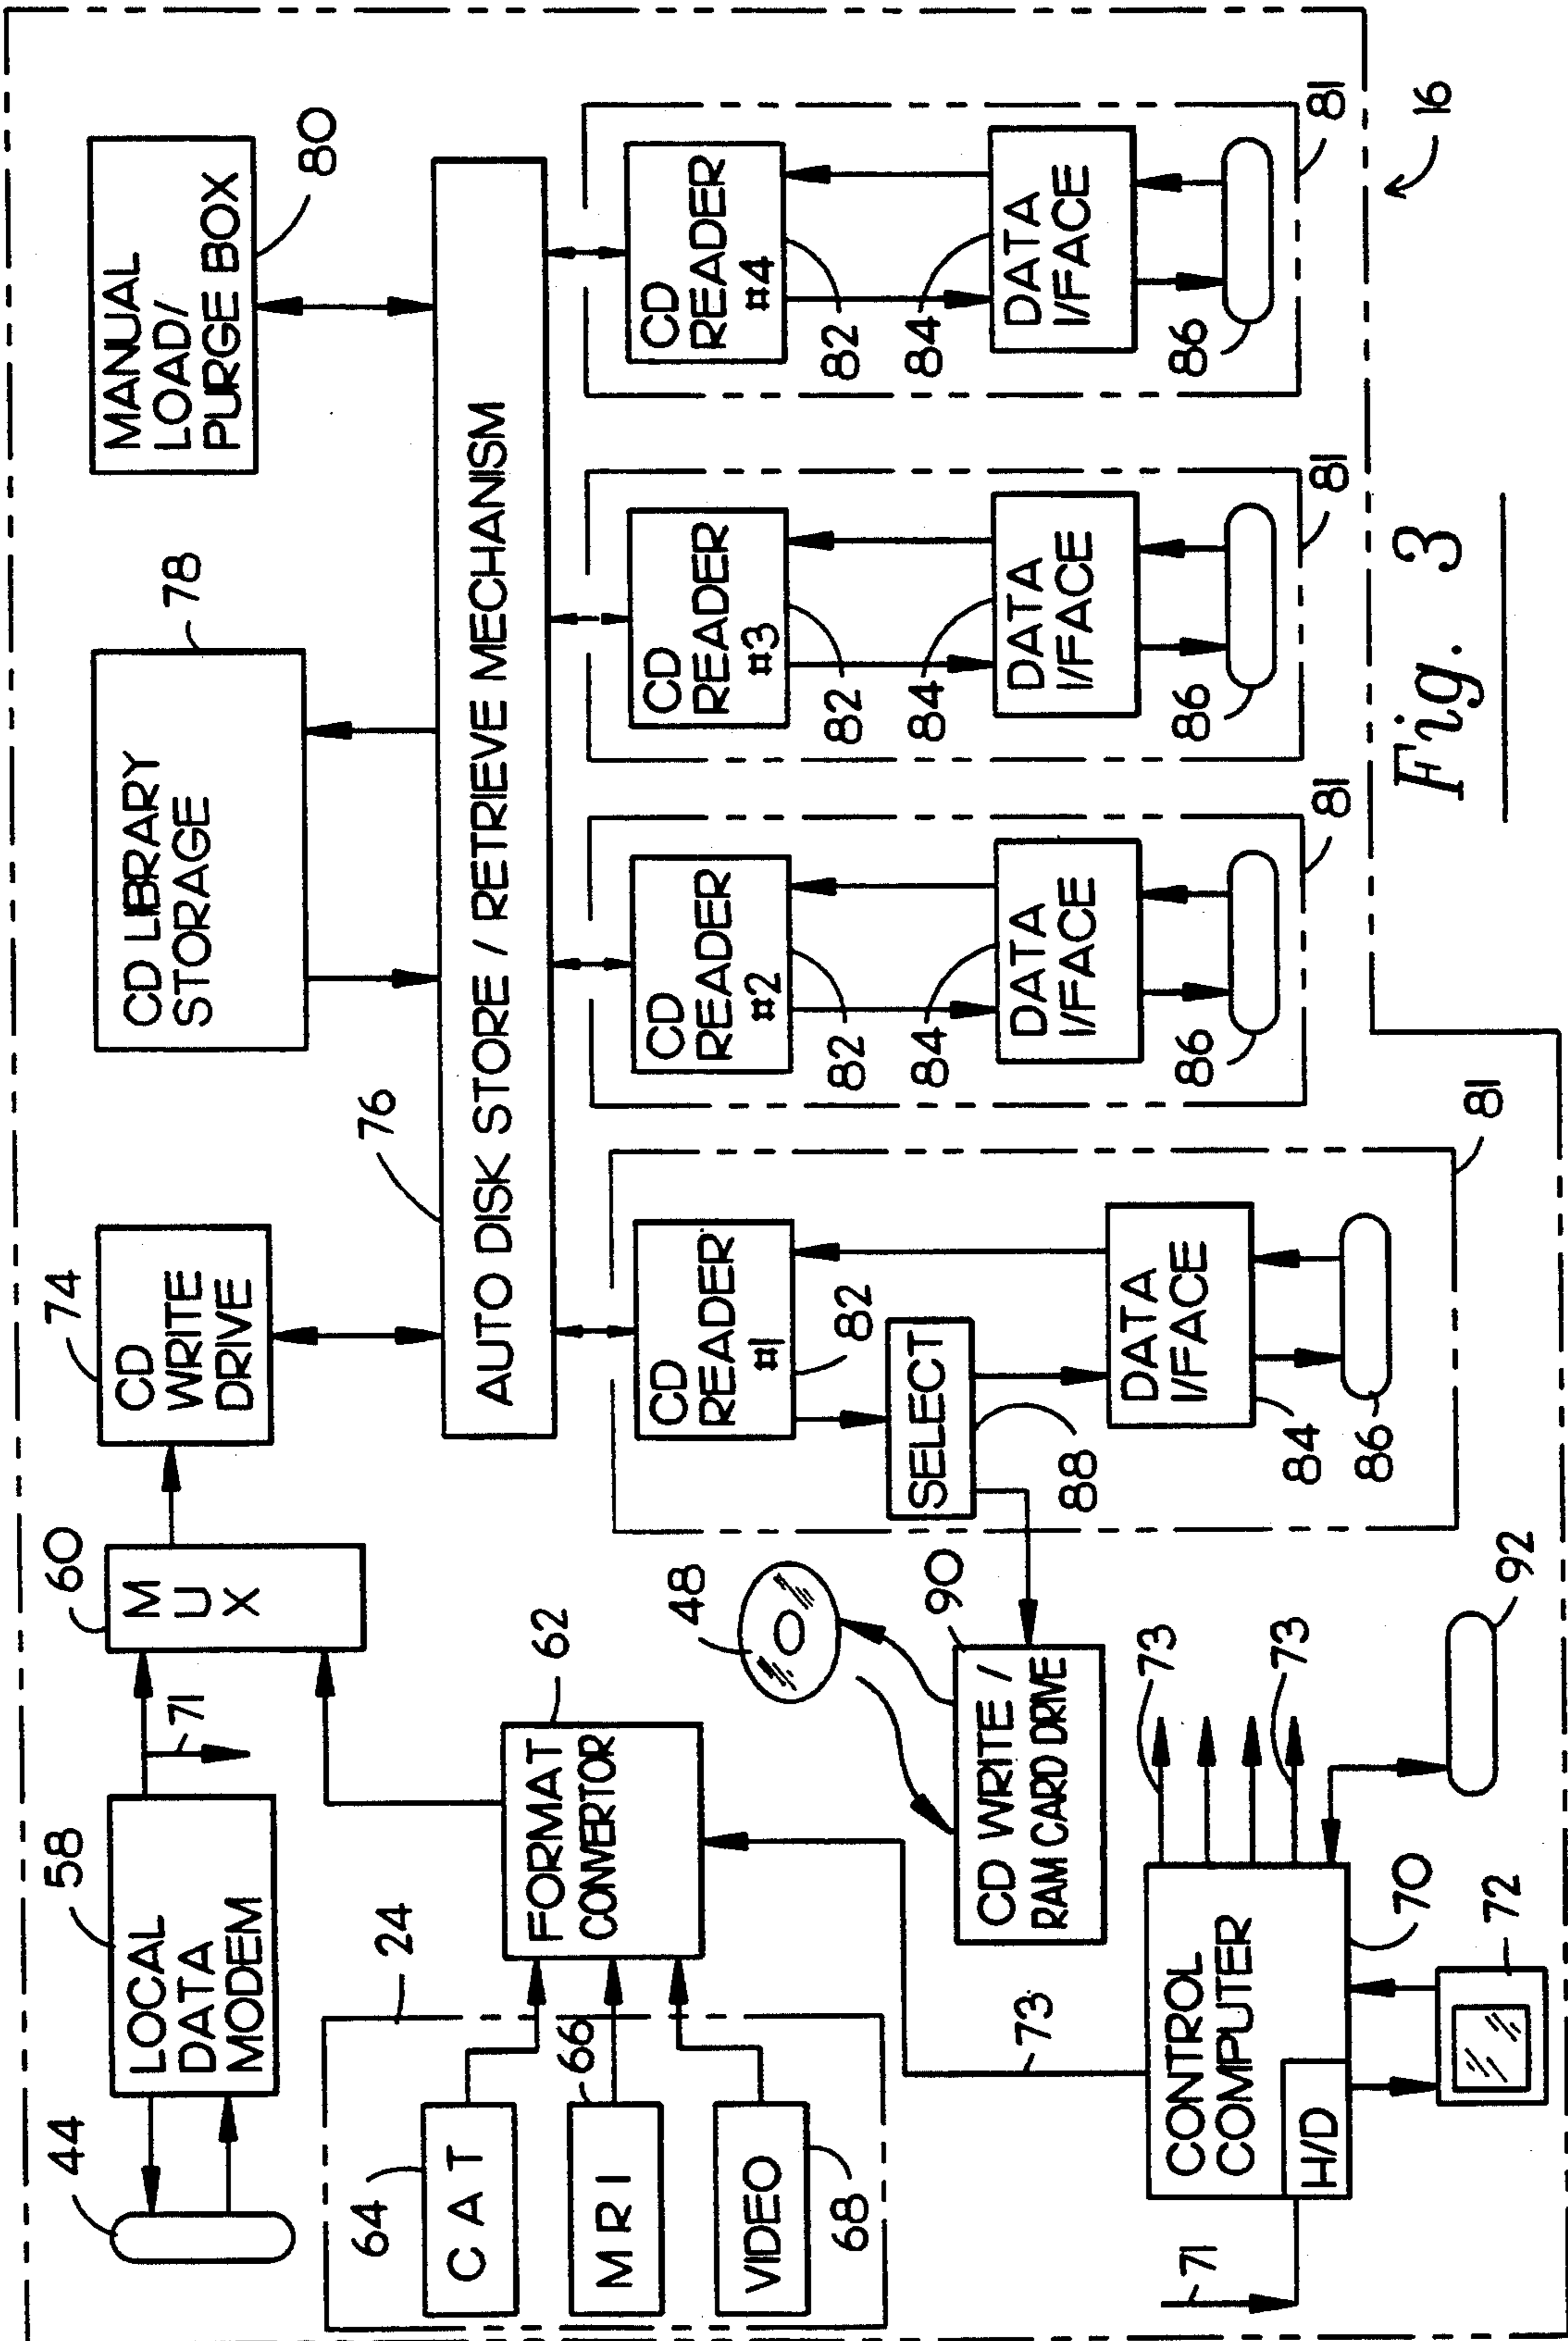 44
58
LOCAL
DATA
MODEM
71
60
M
U
X
74
CD
WRITE
DRIVE
78
CD LIBRARY
STORAGE
MANUAL
LOAD/
PURGE BOX
80
24
64
C A T
66
M R I
VIDEO
68
62
FORMAT
CONVERTOR
76
AUTO DISK STORE / RETRIEVE MECHANISM
48
90
CD WRITE /
RAM CARD DRIVE
CD
READER
#1
82
SELECT
88
DATA
I/FACE
84
86
81
CD
READER
#2
82
84
DATA
I/FACE
86
81
CD
READER
#3
82
84
DATA
I/FACE
86
81
CD
READER
#4
82
84
DATA
I/FACE
86
81
71
CONTROL
COMPUTER
H/D
73
73
73
70
72
92
16
Fig. 3